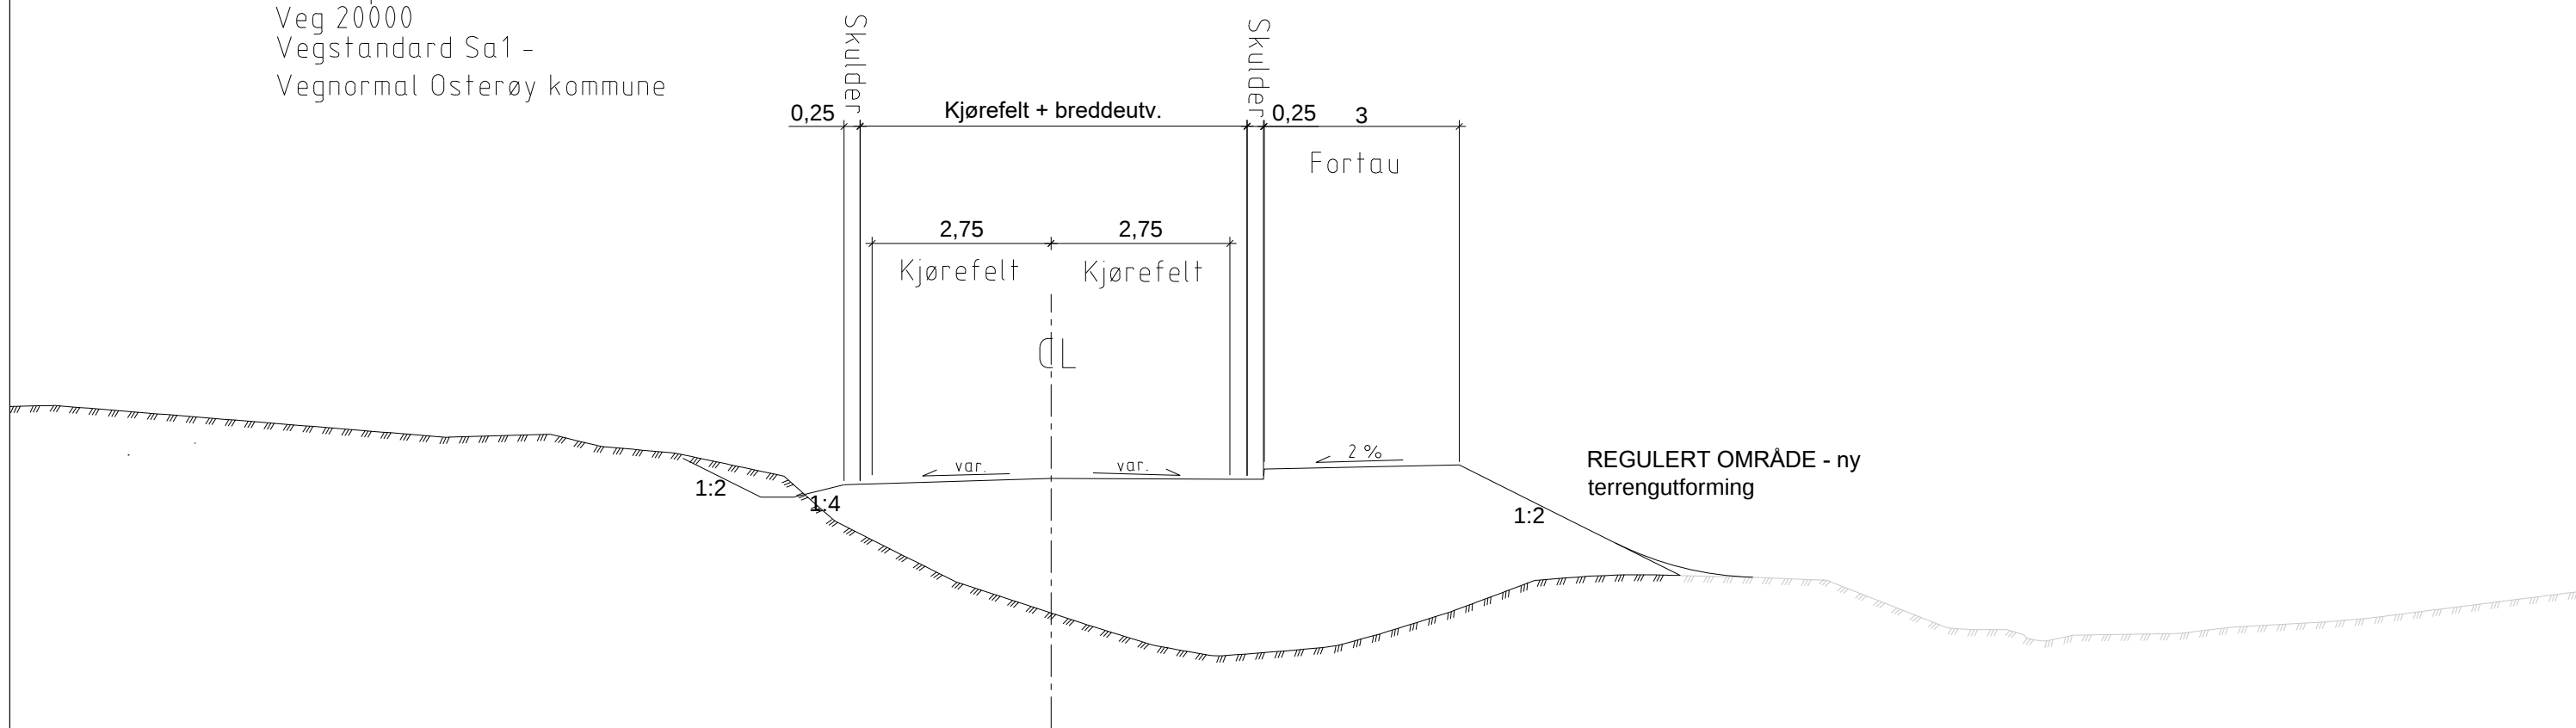 Veg 20000
Vegstandard Sa1 -
Vegnormal Osterøy kommune
Skulder
Skulder
0,25
Kjørefelt + breddeutv.
0,25
3
Fortau
2,75
2,75
Kjørefelt
Kjørefelt
CL
var.
var.
2 %
1:2
1:4
1:2
REGULERT OMRÅDE - ny
terrengutforming